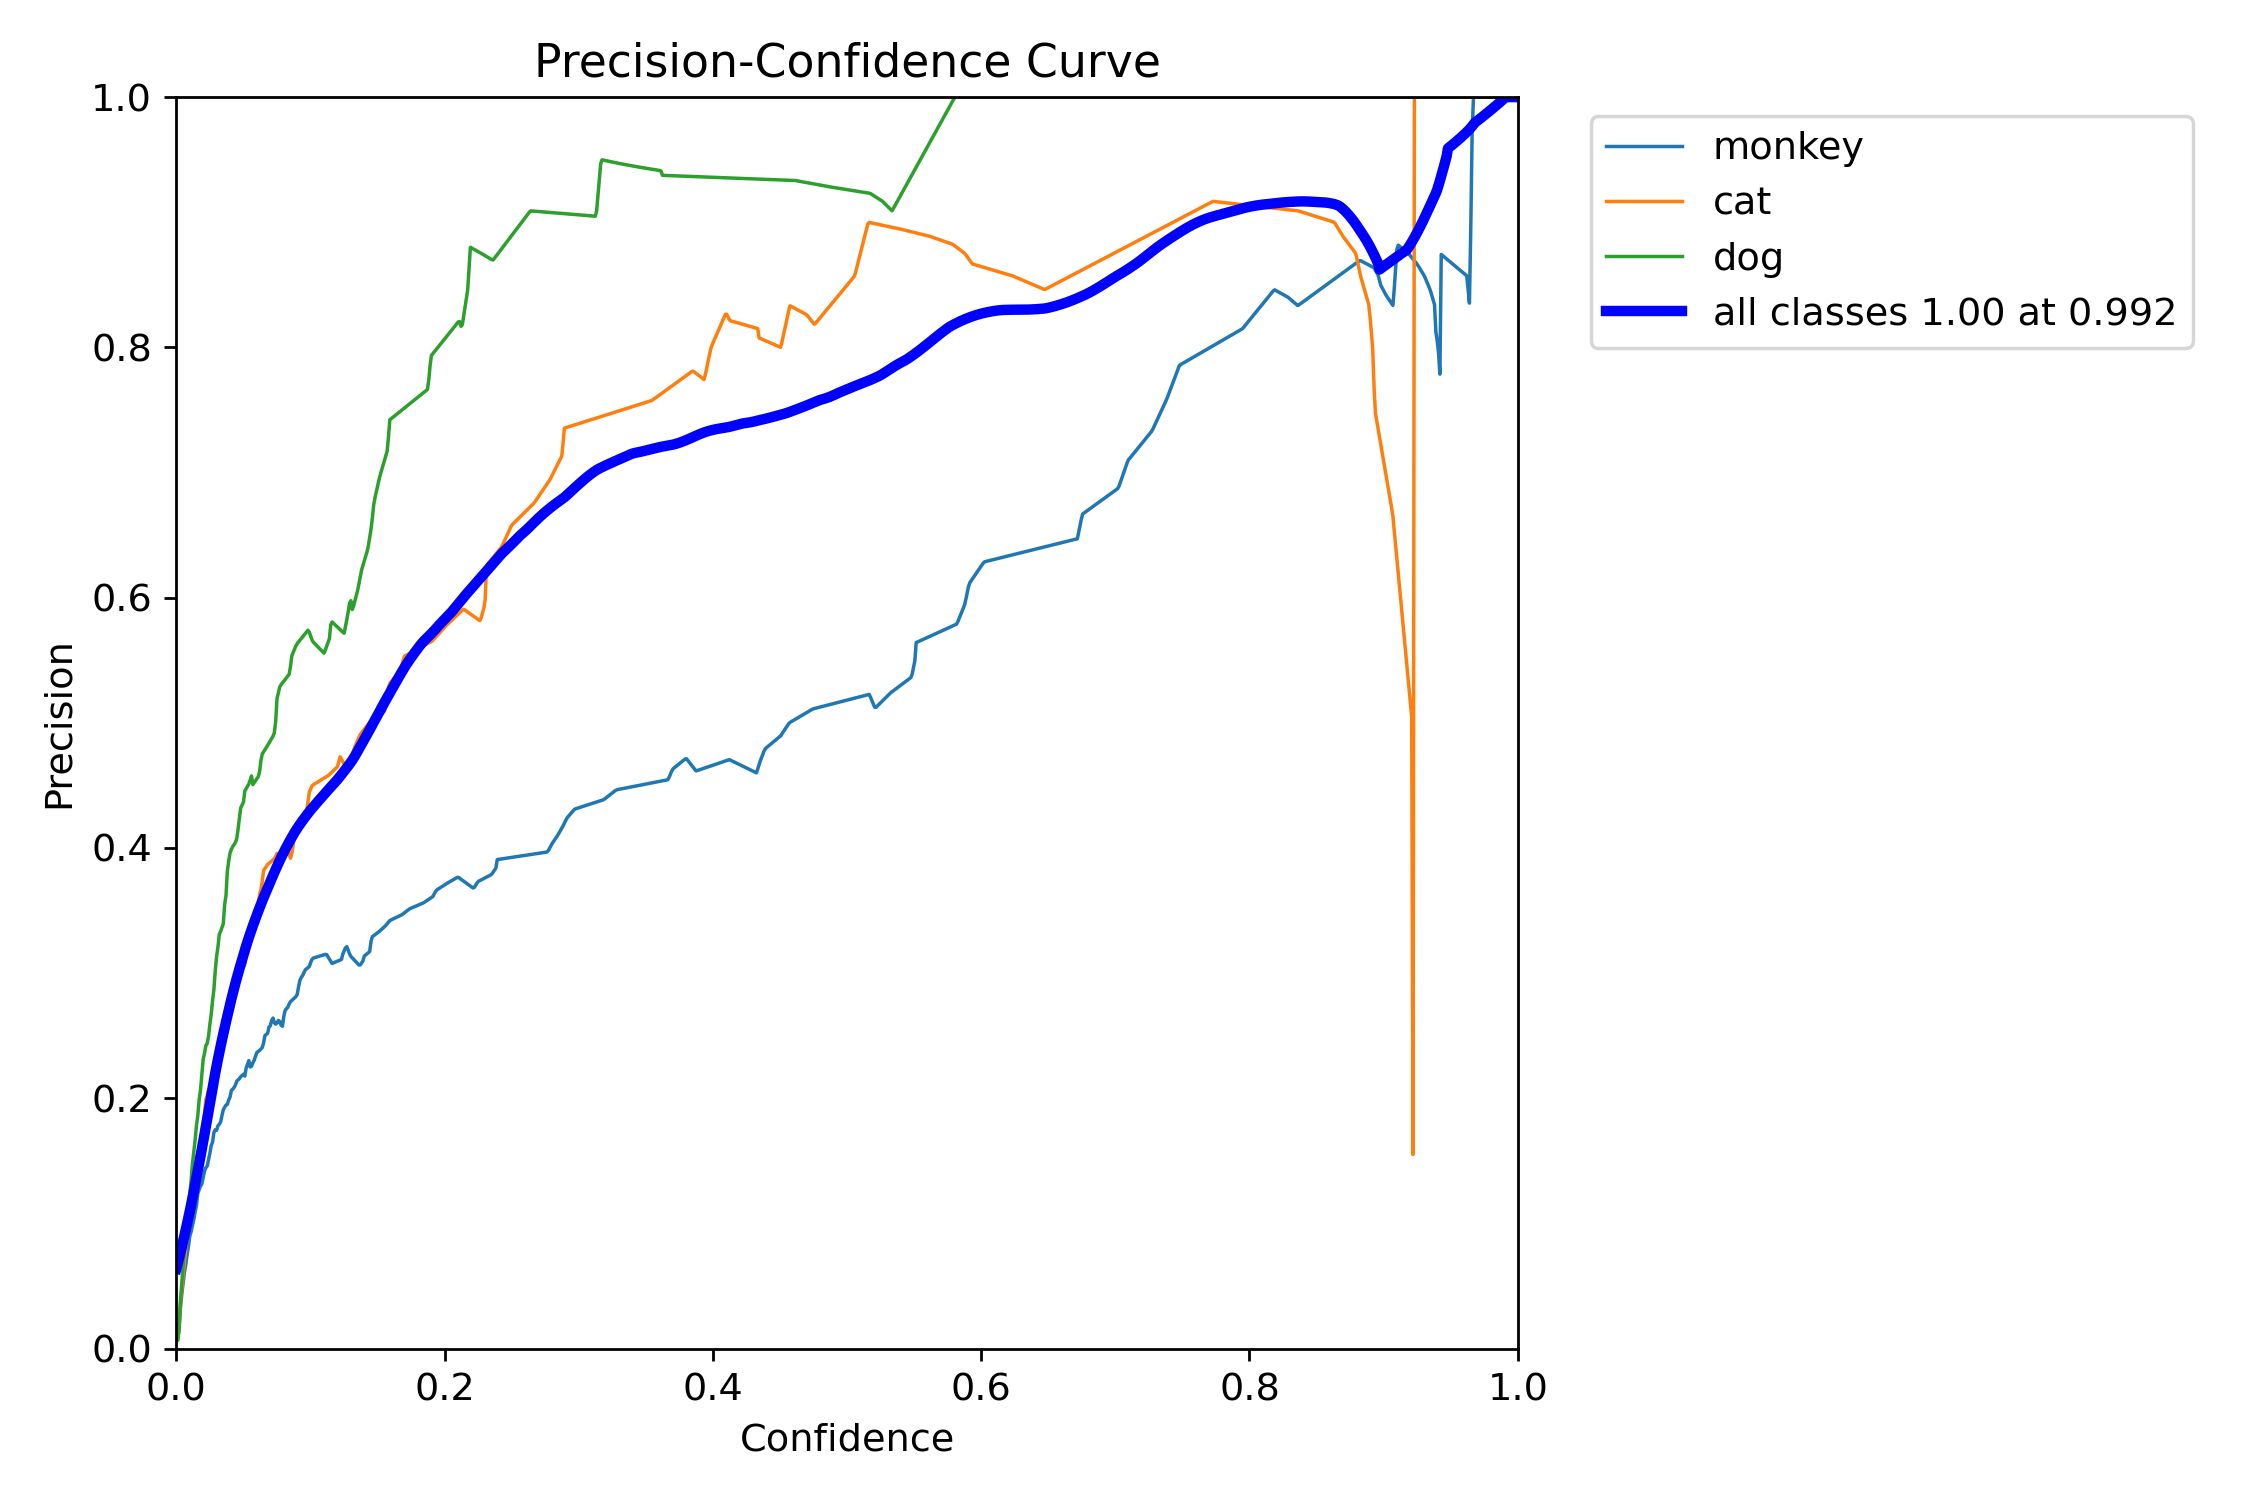 Precision-Confidence Curve
1.0
0.8
0.6
0.4
0.2
0.0
Precision
0.0 0.2 0.4 0.6 0.8 1.0
Confidence
monkey
cat
dog
all classes 1.00 at 0.992